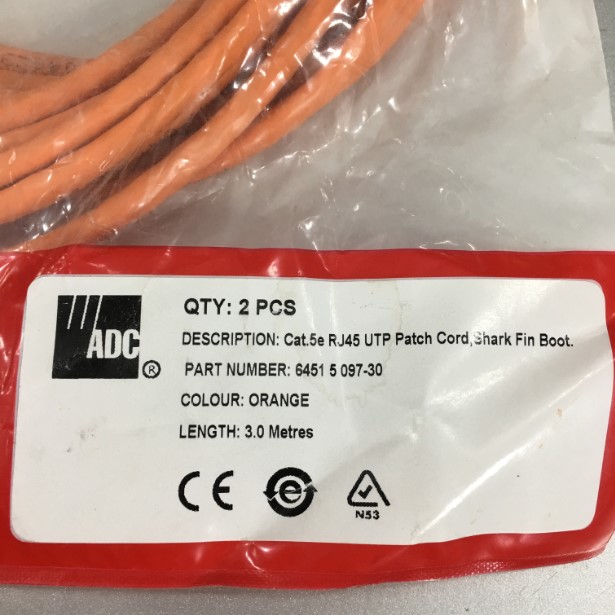 ADC®
QTY: 2 PCS
DESCRIPTION: Cat.5e RJ45 UTP Patch Cord,Shark Fin Boot.
PART NUMBER: 6451 5 097-30
COLOUR: ORANGE
LENGTH: 3.0 Metres
CE
e
N53